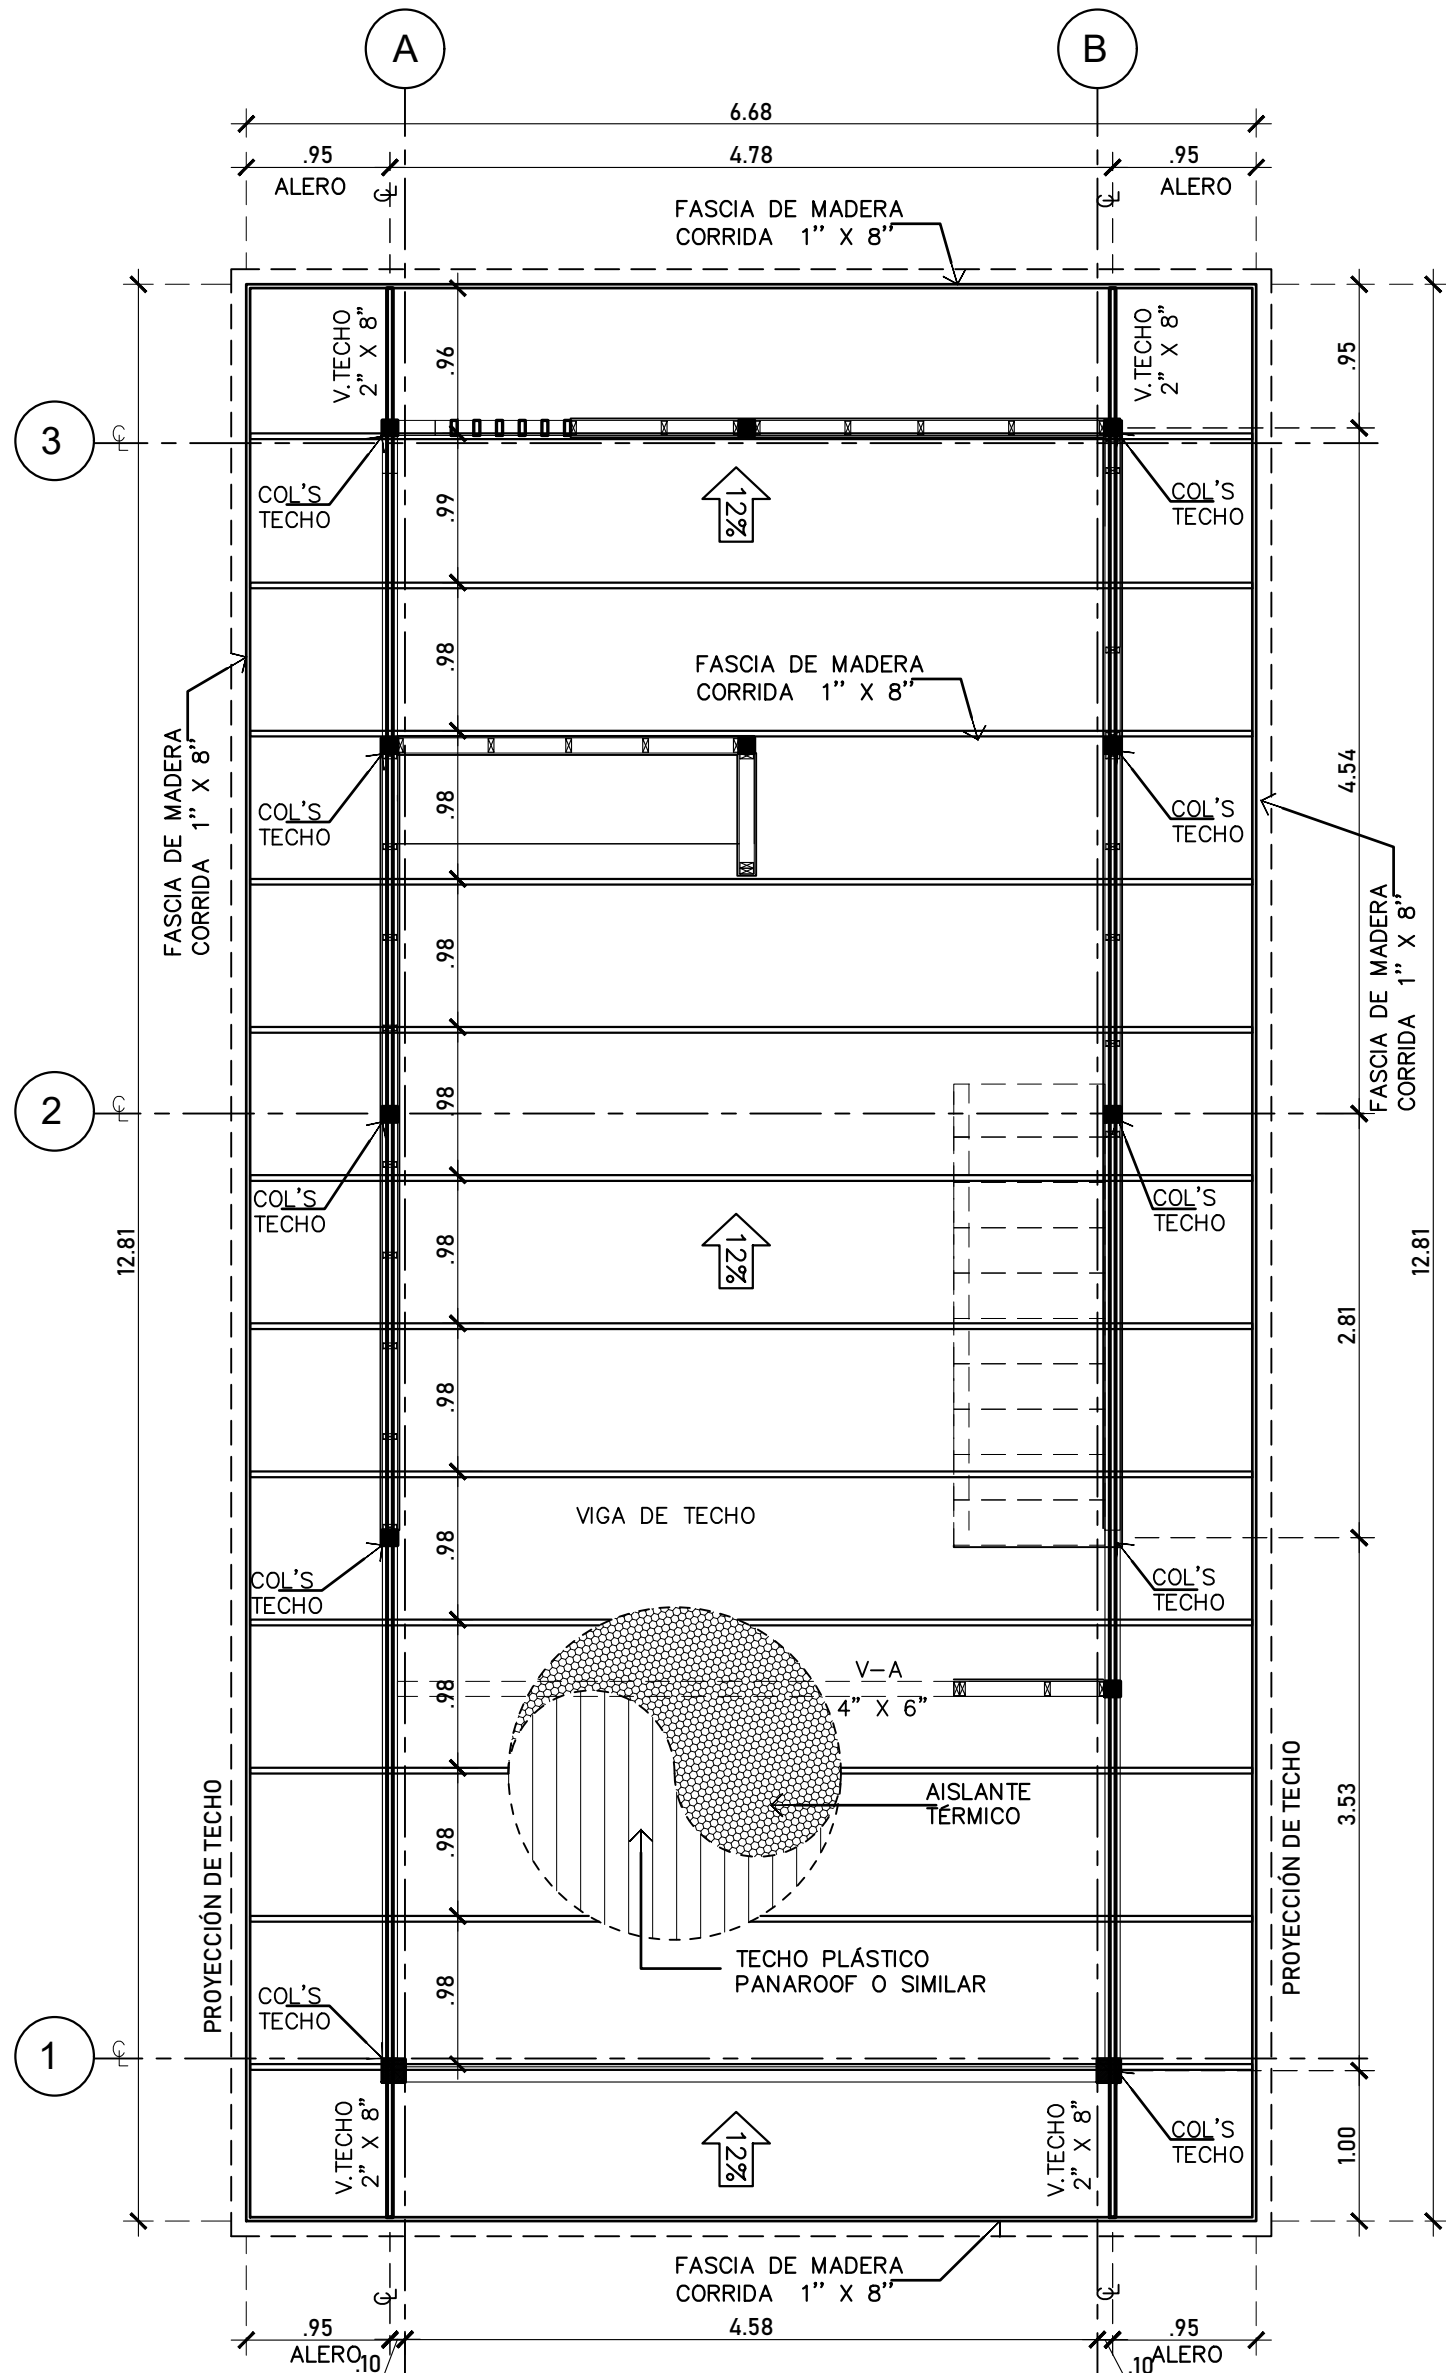 A
B
6.68
.95
4.78
.95
ALERO
ALERO
C
L
C
L
FASCIA DE MADERA
CORRIDA 1'' X 8''
V.TECHO
2" X 8"
V.TECHO
2" X 8"
.96
.95
3
C
L
COL'S
TECHO
.99
12%
COL'S
TECHO
.98
FASCIA DE MADERA
CORRIDA 1'' X 8''
FASCIA DE MADERA
CORRIDA 1'' X 8''
COL'S
TECHO
.98
COL'S
TECHO
4.54
FASCIA DE MADERA
CORRIDA 1'' X 8''
.98
2
C
L
.98
COL'S
TECHO
COL'S
TECHO
12.81
.98
12%
12.81
2.81
.98
VIGA DE TECHO
.98
COL'S
TECHO
COL'S
TECHO
V-A
4" X 6"
.98
AISLANTE
TÉRMICO
3.53
PROYECCIÓN DE TECHO
PROYECCIÓN DE TECHO
.98
TECHO PLÁSTICO
PANAROOF O SIMILAR
.98
COL'S
TECHO
1
C
L
V.TECHO
2" X 8"
12%
V.TECHO
2" X 8"
COL'S
TECHO
1.00
FASCIA DE MADERA
CORRIDA 1'' X 8''
C
L
C
L
.95
4.58
.95
ALERO
.10
.10
ALERO